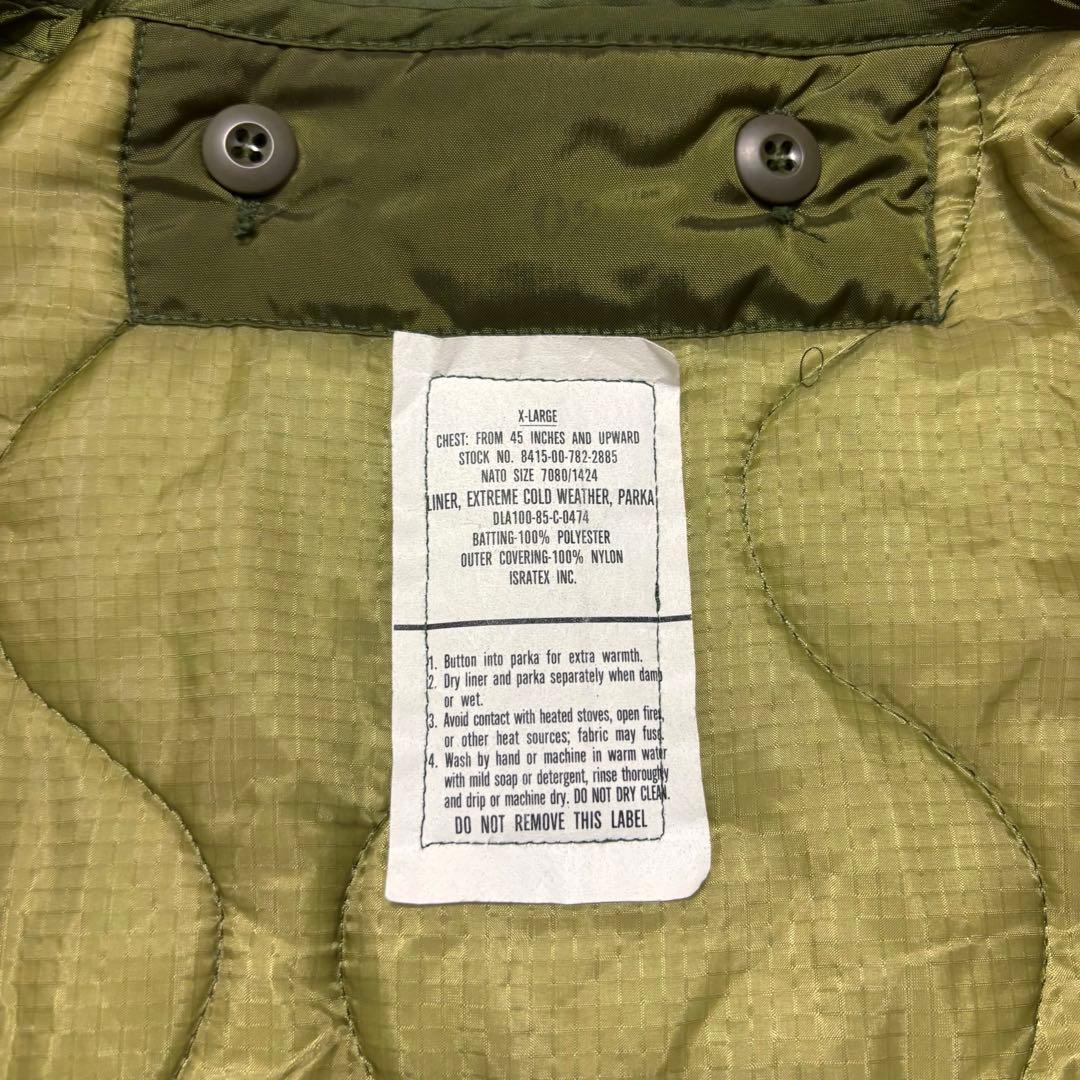 X-LARGE
CHEST: FROM 45 INCHES AND UPWARD
STOCK NO. 8415-00-782-2885
NATO SIZE 7080/1424
LINER, EXTREME COLD WEATHER, PARKA
DLA100-85-C-0474
BATTING-100% POLYESTER
OUTER COVERING-100% NYLON
ISRATEX INC.
1. Button into parka for extra warmth.
2. Dry liner and parka separately when damp
or wet.
3. Avoid contact with heated stoves, open fires,
or other heat sources; fabric may fuse.
4. Wash by hand or machine in warm water
with mild soap or detergent, rinse thoroughly
and drip or machine dry. DO NOT DRY CLEAN.
DO NOT REMOVE THIS LABEL